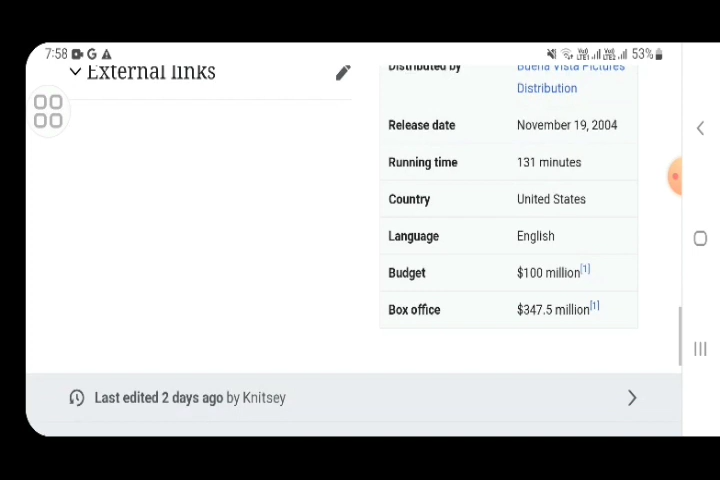 7:58 G
53%
External links
Distributed by Buena Vista Pictures
Distribution
Release date November 19, 2004
Running time 131 minutes
Country United States
Language English
Budget $100 million[1]
Box office $347.5 million[1]
Last edited 2 days ago by Knitsey